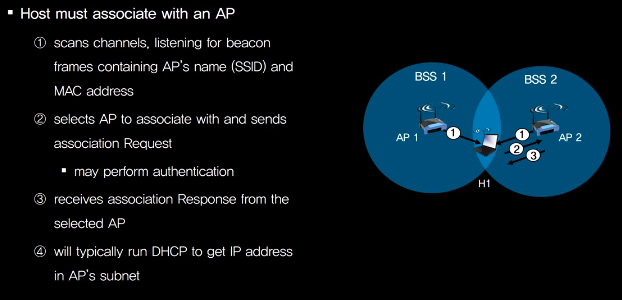 ▪ Host must associate with an AP
① scans channels, listening for beacon
frames containing AP's name (SSID) and
MAC address
② selects AP to associate with and sends
association Request
▪ may perform authentication
③ receives association Response from the
selected AP
④ will typically run DHCP to get IP address
in AP's subnet
BSS 1
BSS 2
AP 1
1
1
AP 2
2
3
H1